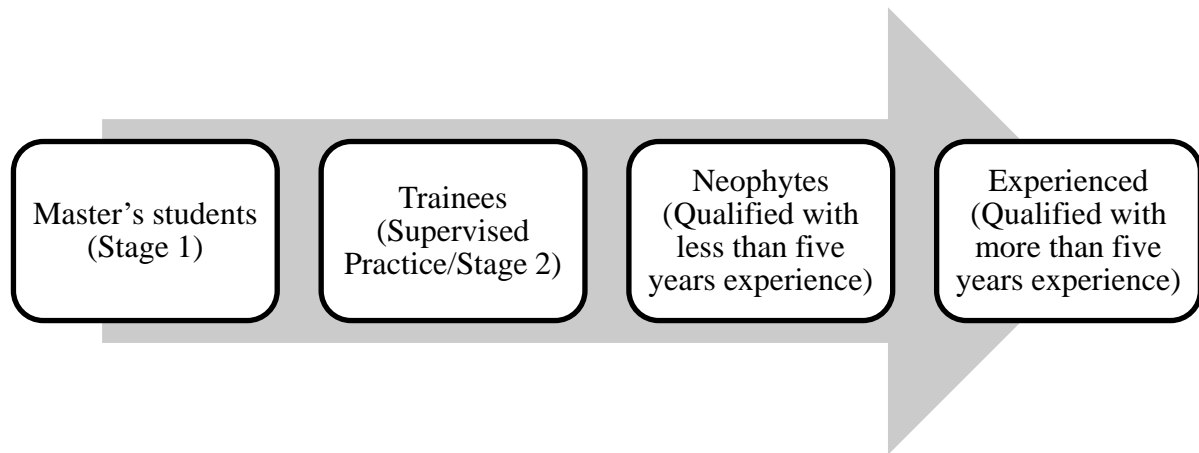 Master’s students
(Stage 1)
Trainees
(Supervised
Practice/Stage 2)
Neophytes
(Qualified with
less than five
years experience)
Experienced
(Qualified with
more than five
years experience)